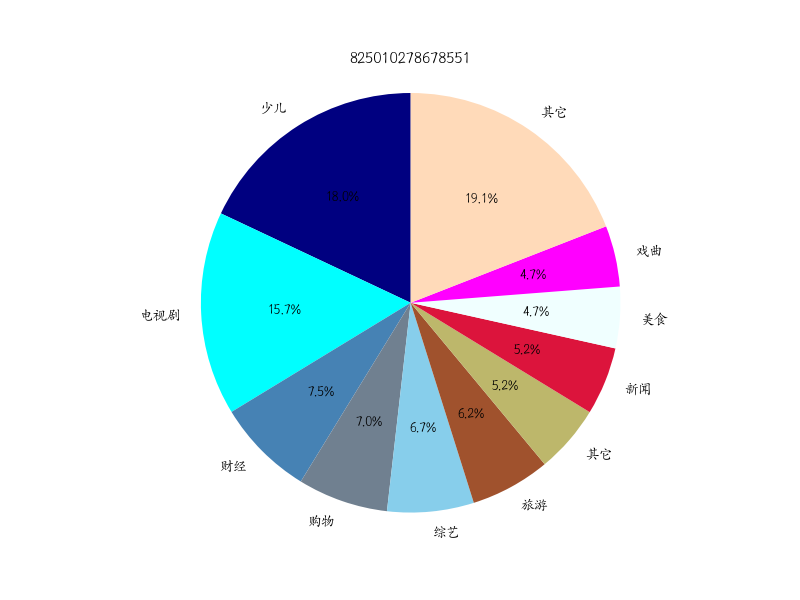 825010278678551
少儿
其它
18.0%
19.1%
戏曲
4.7%
电视剧
15.7%
4.7%
美食
5.2%
新闻
7.5%
5.2%
7.0%
6.7%
6.2%
其它
财经
旅游
购物
综艺